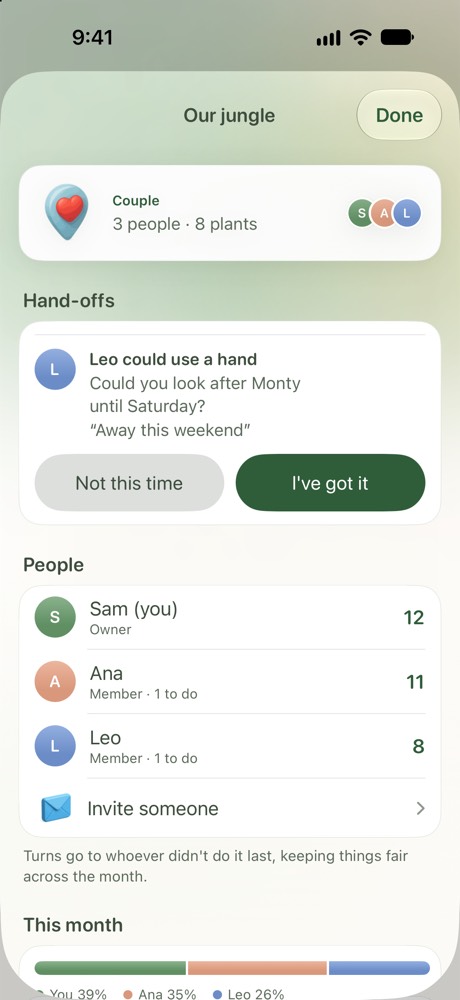 9:41
Our jungle
Done
Couple
3 people · 8 plants
S A L
Hand-offs
L
Leo could use a hand
Could you look after Monty
until Saturday?
“Away this weekend”
Not this time
I've got it
People
S
Sam (you)
Owner
12
A
Ana
Member · 1 to do
11
L
Leo
Member · 1 to do
8
Invite someone
Turns go to whoever didn't do it last, keeping things fair
across the month.
This month
You 39% Ana 35% Leo 26%